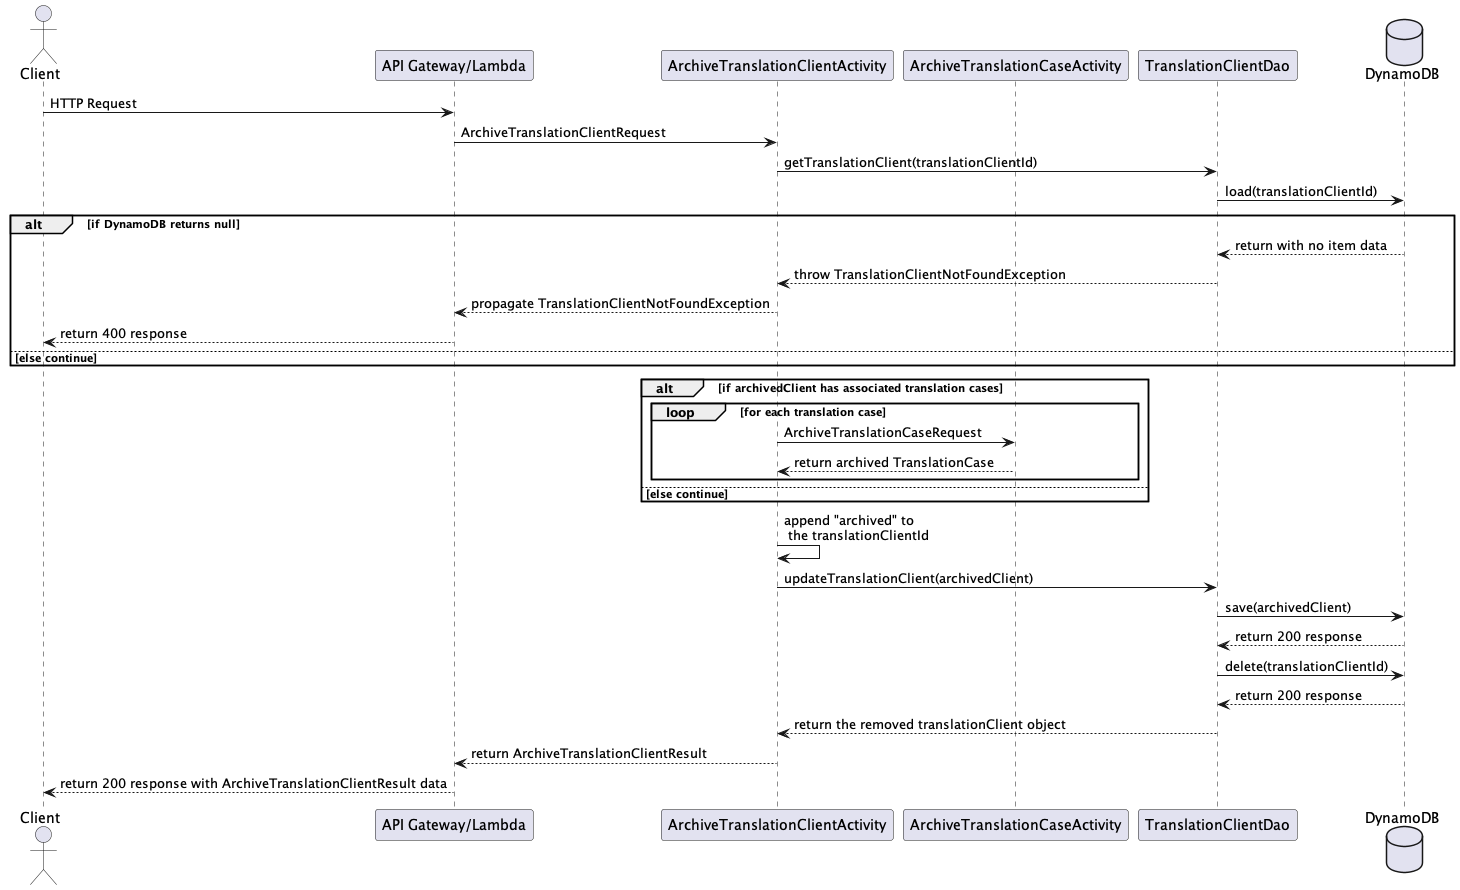 Client
API Gateway/Lambda
ArchiveTranslationClientActivity
ArchiveTranslationCaseActivity
TranslationClientDao
DynamoDB
HTTP Request
ArchiveTranslationClientRequest
getTranslationClient(translationClientId)
load(translationClientId)
alt
[if DynamoDB returns null]
return with no item data
throw TranslationClientNotFoundException
propagate TranslationClientNotFoundException
return 400 response
[else continue]
alt
[if archivedClient has associated translation cases]
loop
[for each translation case]
ArchiveTranslationCaseRequest
return archived TranslationCase
[else continue]
append "archived" to
the translationClientId
updateTranslationClient(archivedClient)
save(archivedClient)
return 200 response
delete(translationClientId)
return 200 response
return the removed translationClient object
return ArchiveTranslationClientResult
return 200 response with ArchiveTranslationClientResult data
Client
API Gateway/Lambda
ArchiveTranslationClientActivity
ArchiveTranslationCaseActivity
TranslationClientDao
DynamoDB